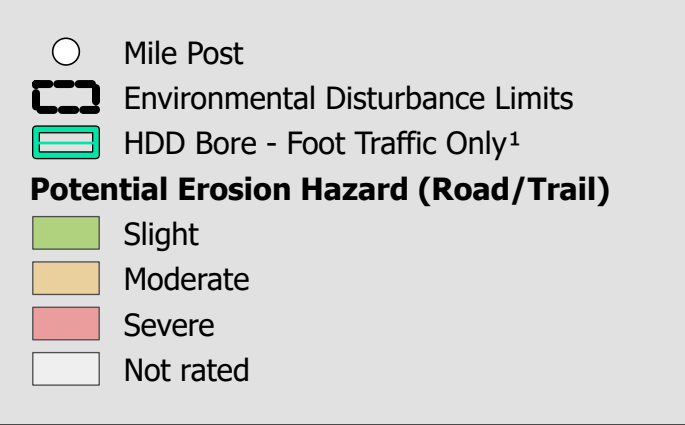 Mile Post
Environmental Disturbance Limits
HDD Bore - Foot Traffic Only¹
Potential Erosion Hazard (Road/Trail)
Slight
Moderate
Severe
Not rated